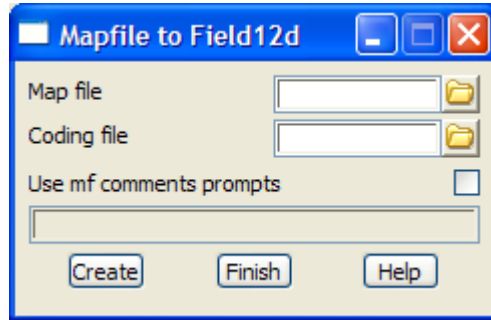 Mapfile to Field12d
Map file
Coding file
Use mf comments prompts
Create Finish Help